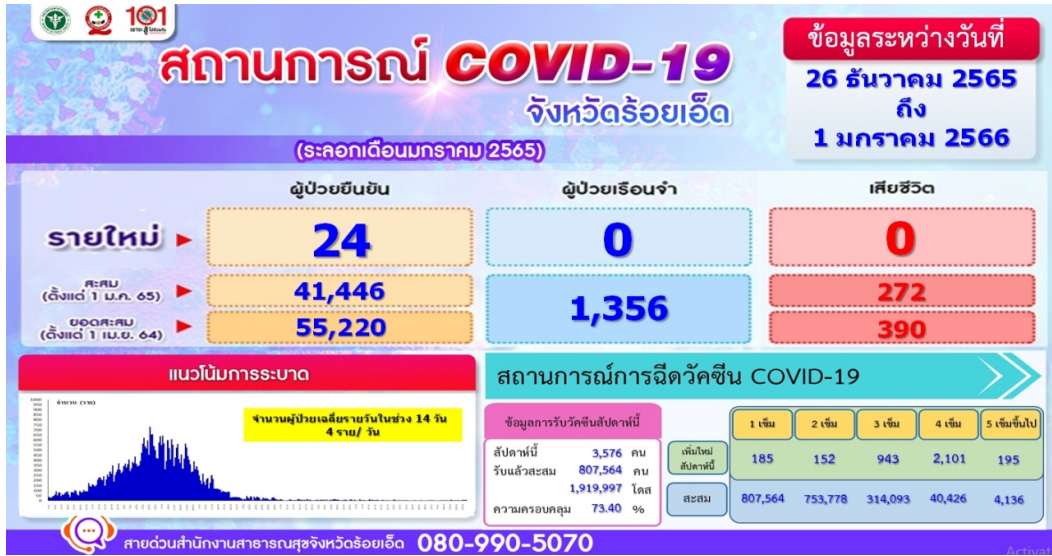 101
สถานการณ์ COVID-19
จังหวัดร้อยเอ็ด
(ระลอกเดือนมกราคม 2565)
ข้อมูลระหว่างวันที่
26 ธันวาคม 2565
ถึง
1 มกราคม 2566
ผู้ป่วยยืนยัน ผู้ป่วยเรือนจำ เสียชีวิต
รายใหม่ 24 0 0
สะสม
(ตั้งแต่ 1 ม.ค. 65) 41,446 1,356 272
ยอดสะสม
(ตั้งแต่ 1 เม.ย. 64) 55,220 390
แนวโน้มการระบาด
จำนวน (ราย)
จำนวนผู้ป่วยเฉลี่ยรายวันในช่วง 14 วัน
4 ราย/ วัน
สถานการณ์การฉีดวัคซีน COVID-19
ข้อมูลการรับวัคซีนสัปดาห์นี้
สัปดาห์นี้ 3,576 คน
รับแล้วสะสม 807,564 คน
1,919,997 โดส
ความครอบคลุม 73.40 %
1 เข็ม 2 เข็ม 3 เข็ม 4 เข็ม 5 เข็มขึ้นไป
เพิ่มใหม่
สัปดาห์นี้ 185 152 943 2,101 195
สะสม 807,564 753,778 314,093 40,426 4,136
สายด่วนสำนักงานสาธารณสุขจังหวัดร้อยเอ็ด 080-990-5070